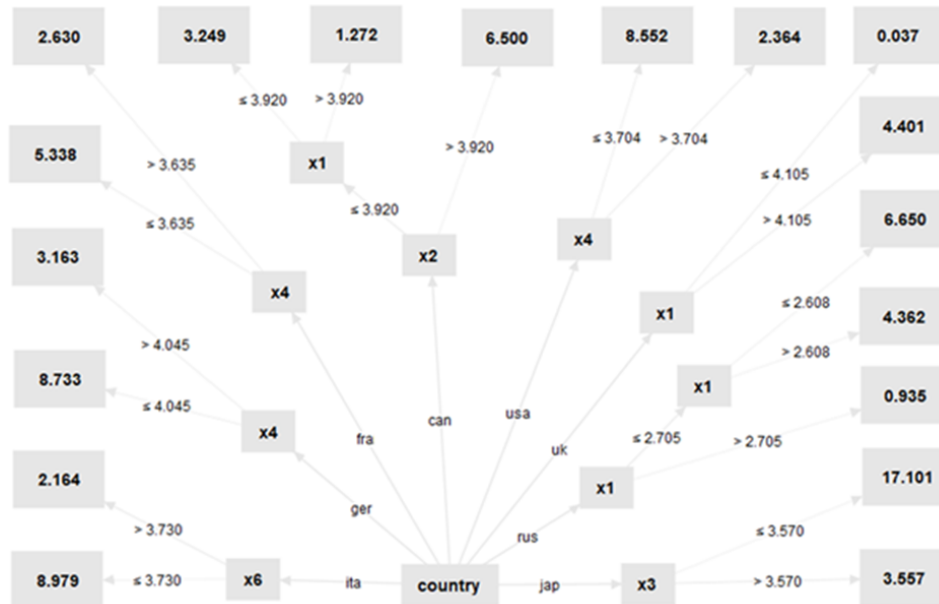 2.630
3.249
1.272
6.500
8.552
2.364
0.037
≤ 3.920
> 3.920
4.401
5.338
> 3.635
x1
> 3.920
≤ 3.704
> 3.704
≤ 4.105
≤ 3.635
≤ 3.920
> 4.105
6.650
3.163
x2
x4
x4
x1
≤ 2.608
4.362
> 4.045
> 2.608
8.733
x1
0.935
≤ 4.045
x4
fra
can
usa
≤ 2.705
> 2.705
uk
2.164
ger
x1
17.101
> 3.730
rus
≤ 3.570
8.979
≤ 3.730
x6
ita
country
jap
x3
> 3.570
3.557